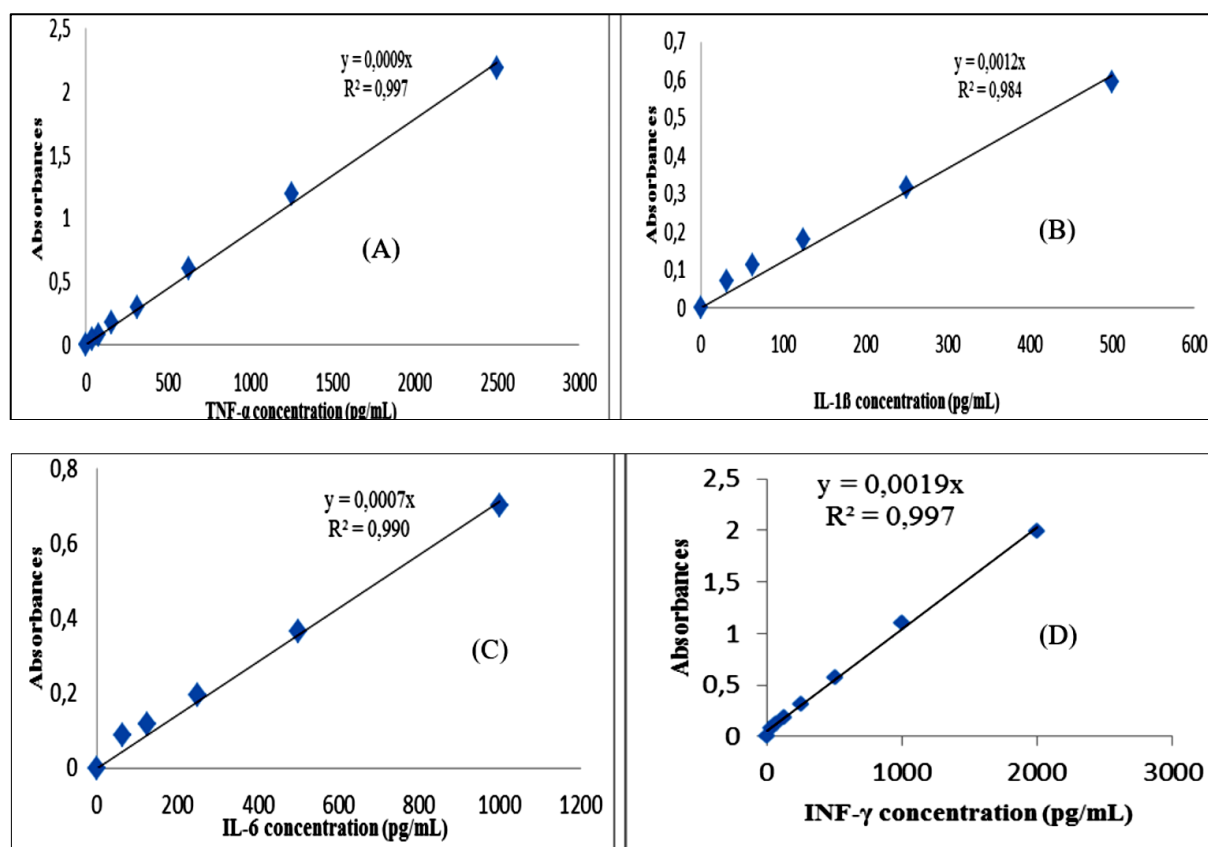 2,5
2
1,5
1
0,5
0
Absorbances
y = 0,0009x
R² = 0,997
(A)
0 500 1000 1500 2000 2500 3000
TNF-α concentration (pg/mL)
0,7
0,6
0,5
0,4
0,3
0,2
0,1
0
Absorbances
y = 0,0012x
R² = 0,984
(B)
0 100 200 300 400 500 600
IL-1ß concentration (pg/mL)
0,8
0,6
0,4
0,2
0
Absorbances
y = 0,0007x
R² = 0,990
(C)
0 200 400 600 800 1000 1200
IL-6 concentration (pg/mL)
y = 0,0019x
R² = 0,997
2,5
2
1,5
1
0,5
0
Absorbances
(D)
0 1000 2000 3000
INF-γ concentration (pg/mL)